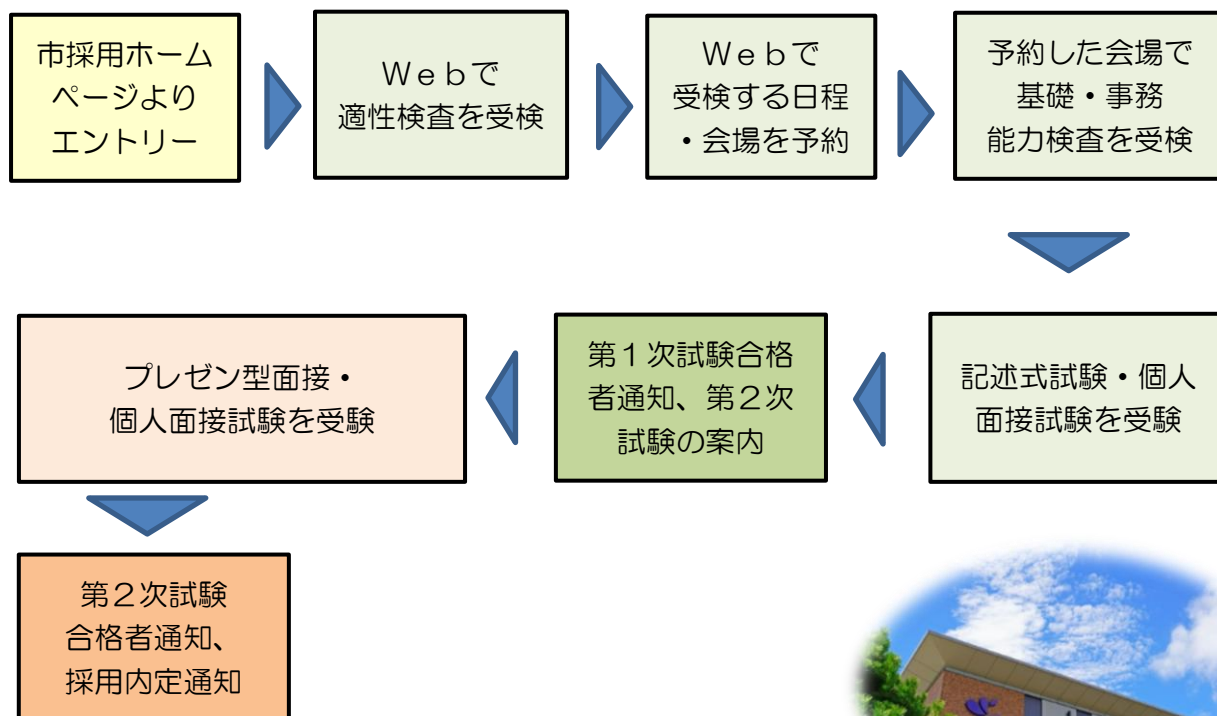 市採用ホーム
ページより
エントリー
Ｗｅｂで
適性検査を受検
Ｗｅｂで
受検する日程
・会場を予約
予約した会場で
基礎・事務
能力検査を受検
記述式試験・個人
面接試験を受験
第１次試験合格
者通知、第２次
試験の案内
プレゼン型面接・
個人面接試験を受験
第２次試験
合格者通知、
採用内定通知